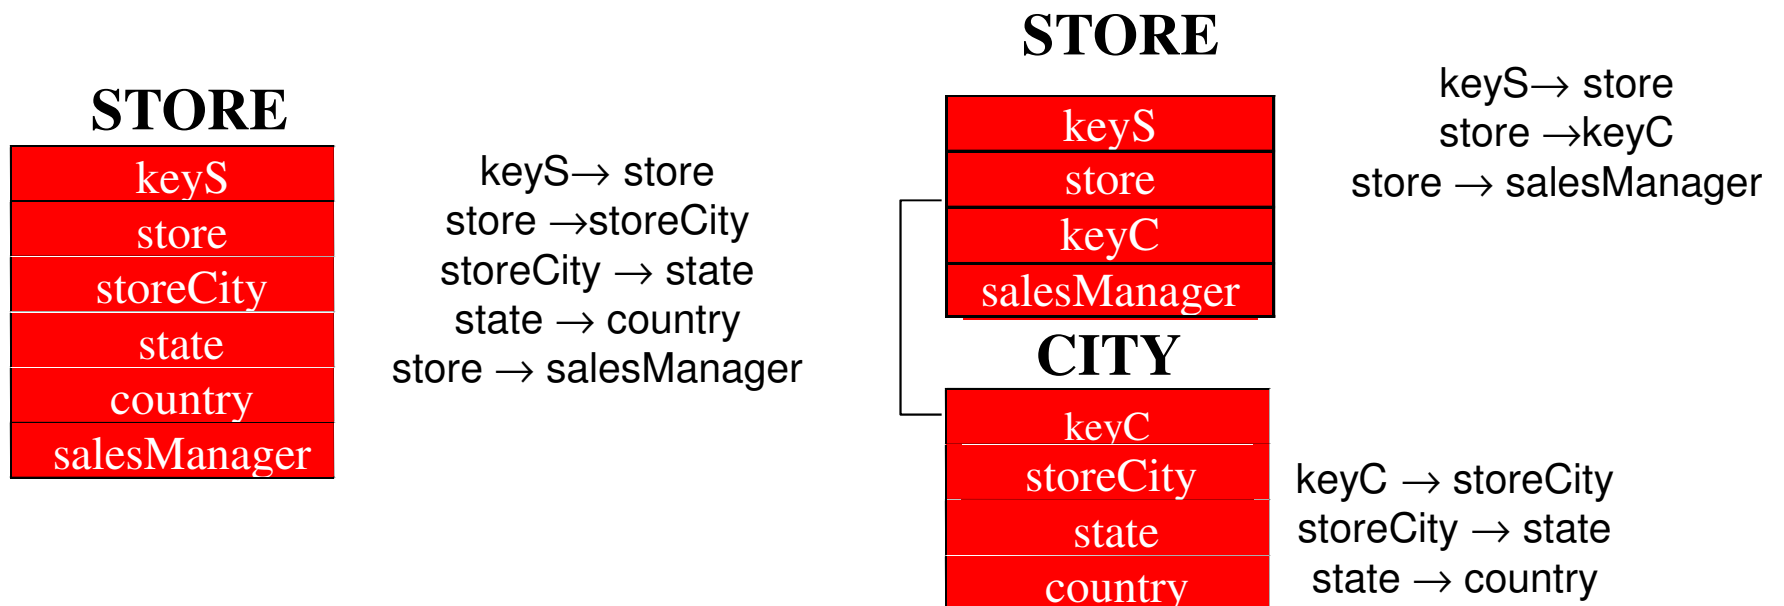 STORE
keyS
store
storeCity
state
country
salesManager
keyS→ store
store →storeCity
storeCity → state
state → country
store → salesManager
STORE
keyS
store
keyC
salesManager
keyS→ store
store →keyC
store → salesManager
CITY
keyC
storeCity
state
country
keyC → storeCity
storeCity → state
state → country